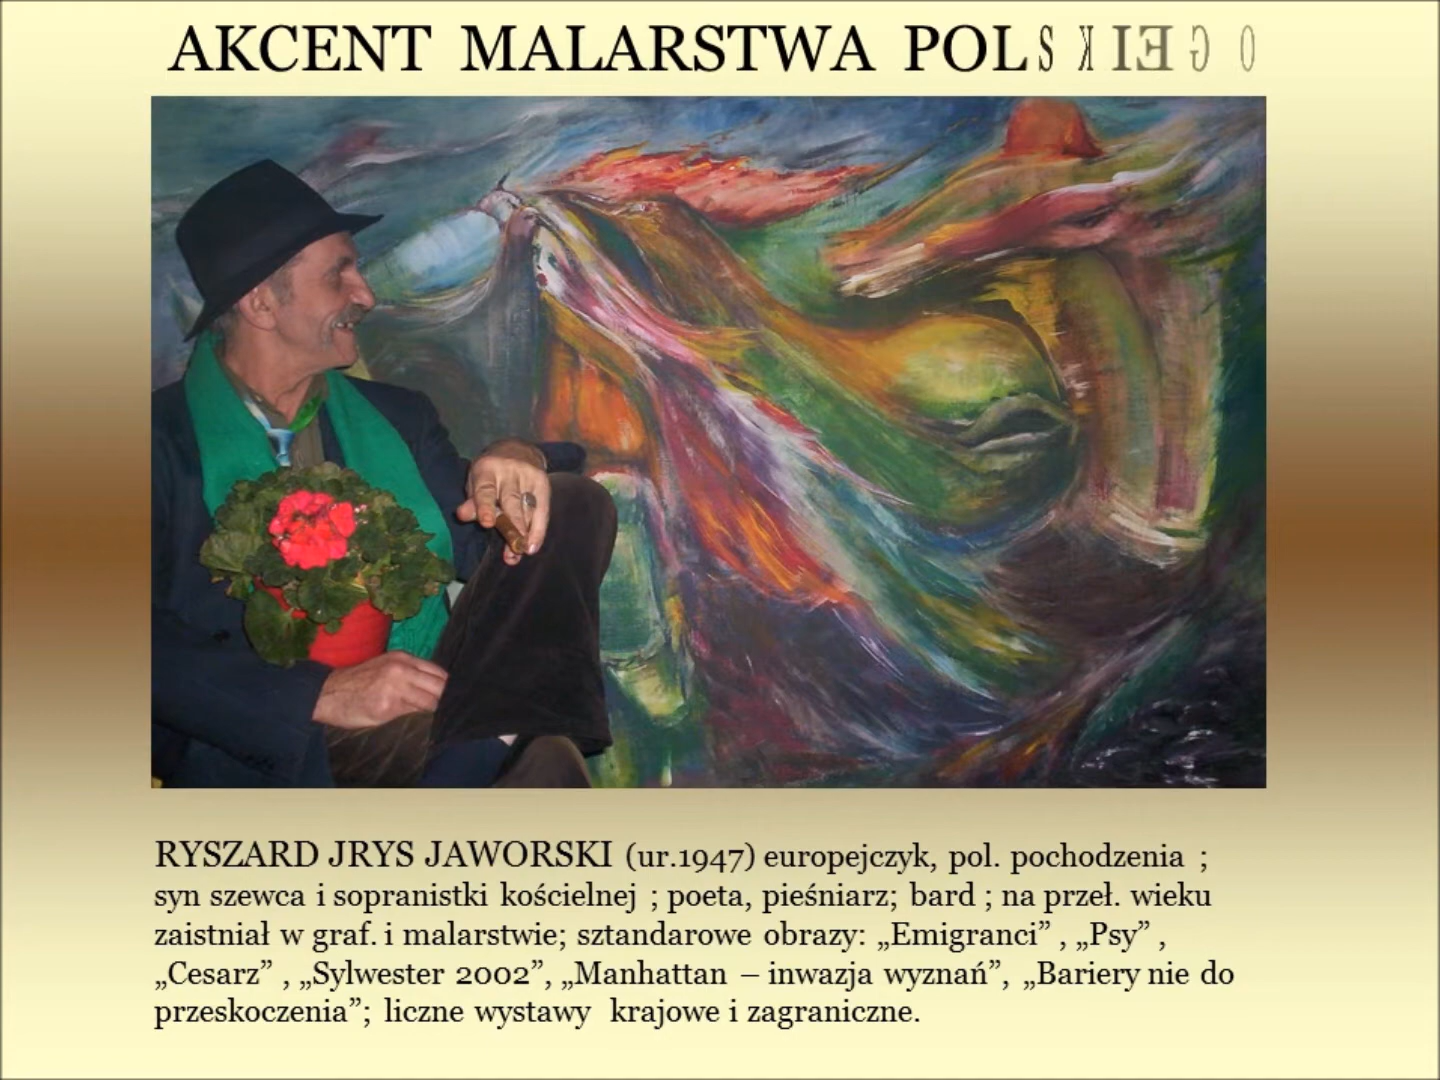 AKCENT MALARSTWA POLSKIEGO
RYSZARD JRYS JAWORSKI (ur.1947) europejczyk, pol. pochodzenia ;
syn szewca i sopranistki kościelnej ; poeta, pieśniarz; bard ; na przeł. wieku
zaistniał w graf. i malarstwie; sztandarowe obrazy: „Emigranci” , „Psy” ,
„Cesarz” , „Sylwester 2002”, „Manhattan – inwazja wyznań”, „Bariery nie do
przeskoczenia”; liczne wystawy krajowe i zagraniczne.